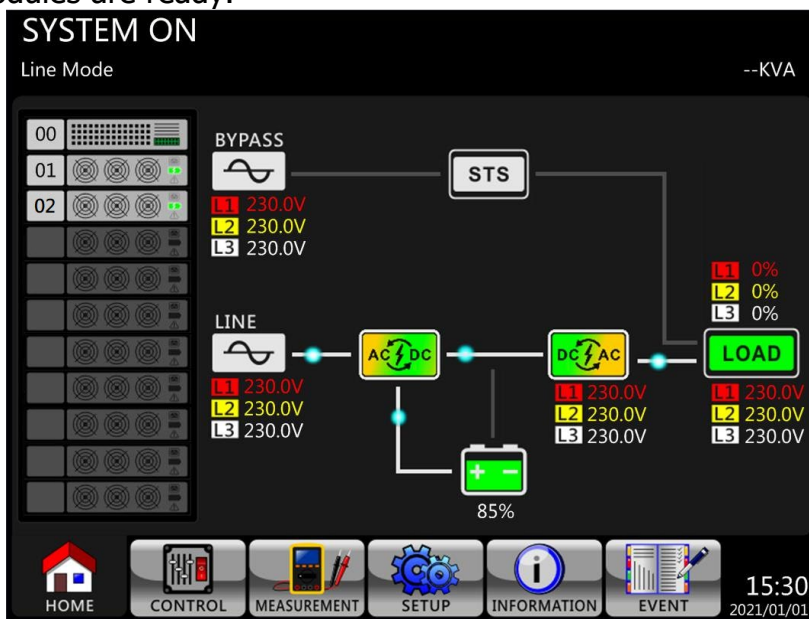 dules are ready.
SYSTEM ON
Line Mode
--KVA
00
01
02
BYPASS
L1 230.0V
L2 230.0V
L3 230.0V
STS
L1 0%
L2 0%
L3 0%
LINE
AC DC
DC AC
LOAD
L1 230.0V
L2 230.0V
L3 230.0V
L1 230.0V
L2 230.0V
L3 230.0V
L1 230.0V
L2 230.0V
L3 230.0V
+ −
85%
HOME
CONTROL
MEASUREMENT
SETUP
INFORMATION
EVENT
15:30
2021/01/01